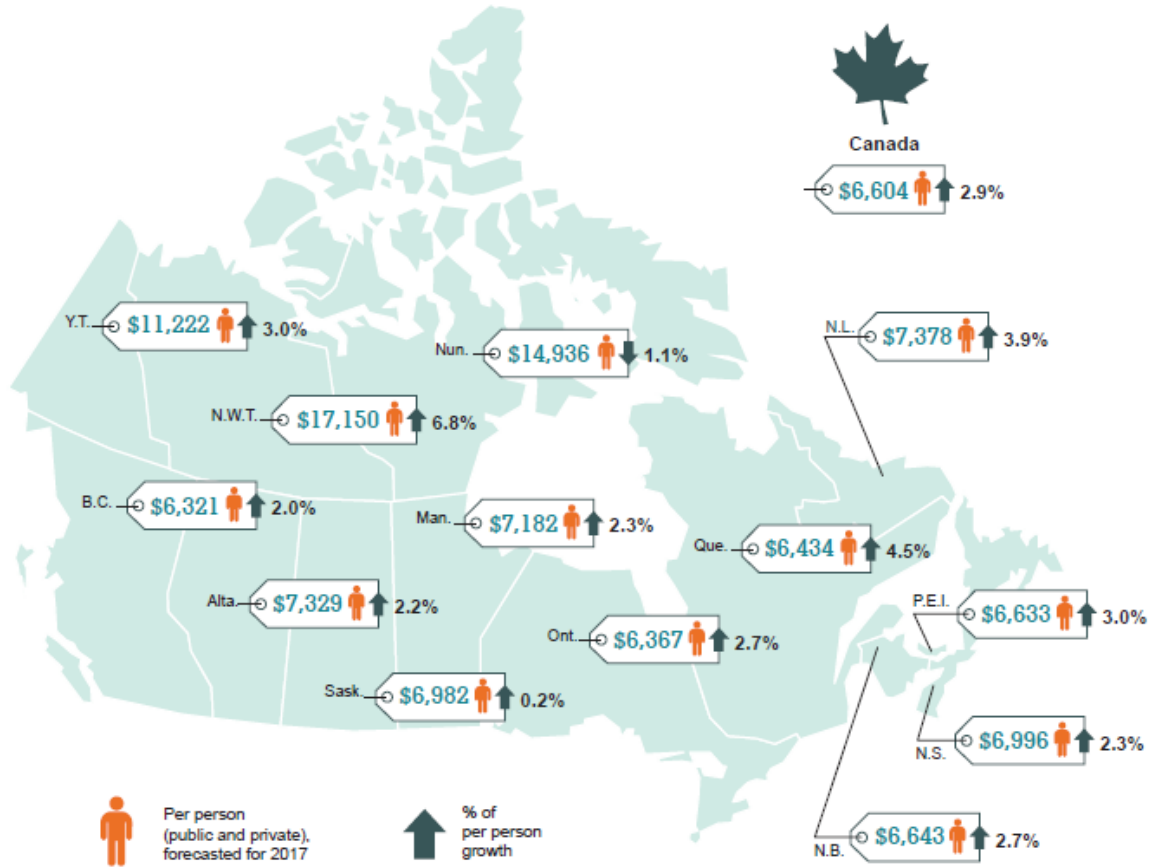 Canada
$6,604 2.9%
Y.T. $11,222 3.0%
Nun. $14,936 1.1%
N.L. $7,378 3.9%
N.W.T. $17,150 6.8%
B.C. $6,321 2.0%
Man. $7,182 2.3%
Que. $6,434 4.5%
Alta. $7,329 2.2%
P.E.I. $6,633 3.0%
Ont. $6,367 2.7%
Sask. $6,982 0.2%
N.S. $6,996 2.3%
N.B. $6,643 2.7%
Per person
(public and private),
forecasted for 2017
% of
per person
growth